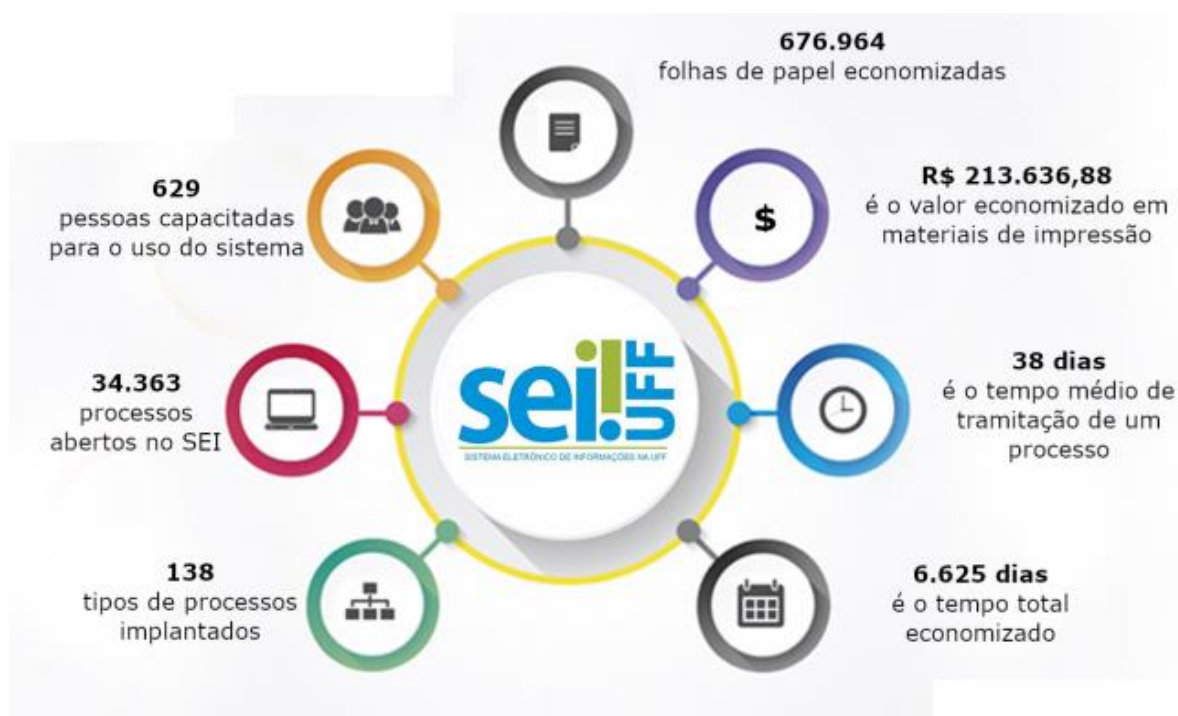 676.964
folhas de papel economizadas
R$ 213.636,88
é o valor economizado em
materiais de impressão
$
38 dias
é o tempo médio de
tramitação de um
processo
6.625 dias
é o tempo total
economizado
138
tipos de processos
implantados
34.363
processos
abertos no SEI
629
pessoas capacitadas
para o uso do sistema
sei! UFF
SISTEMA ELETRÔNICO DE INFORMAÇÕES NA UFF